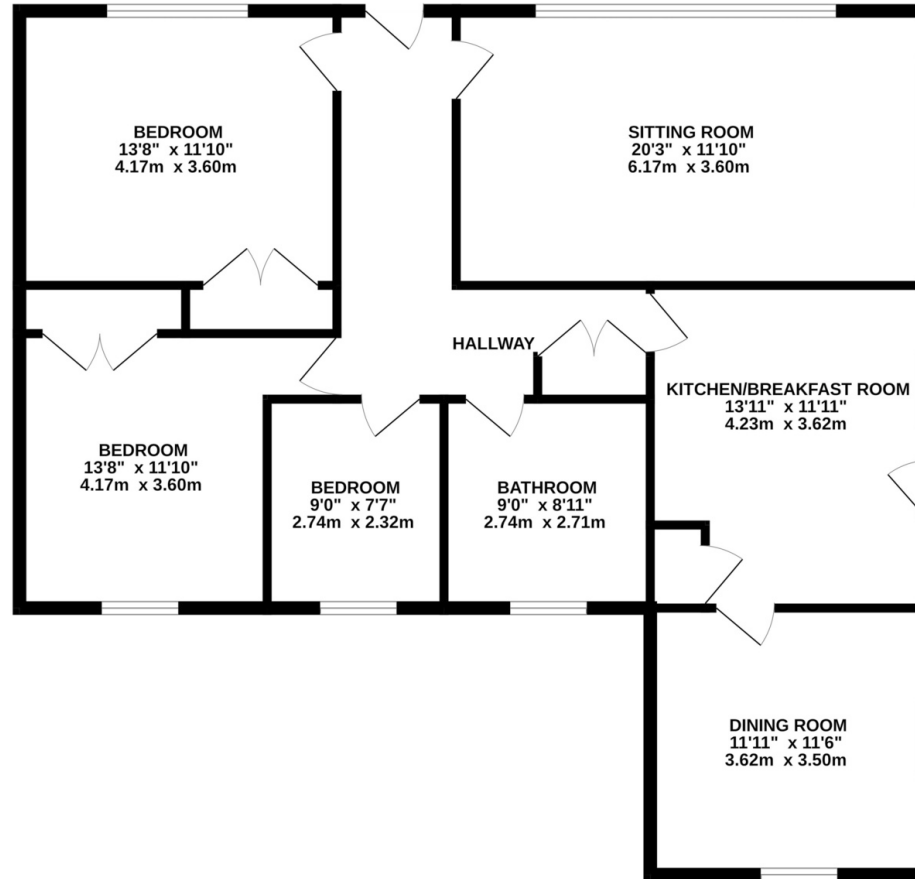 BEDROOM
13'8" x 11'10"
4.17m x 3.60m
SITTING ROOM
20'3" x 11'10"
6.17m x 3.60m
HALLWAY
KITCHEN/BREAKFAST ROOM
13'11" x 11'11"
4.23m x 3.62m
BEDROOM
13'8" x 11'10"
4.17m x 3.60m
BEDROOM
9'0" x 7'7"
2.74m x 2.32m
BATHROOM
9'0" x 8'11"
2.74m x 2.71m
DINING ROOM
11'11" x 11'6"
3.62m x 3.50m